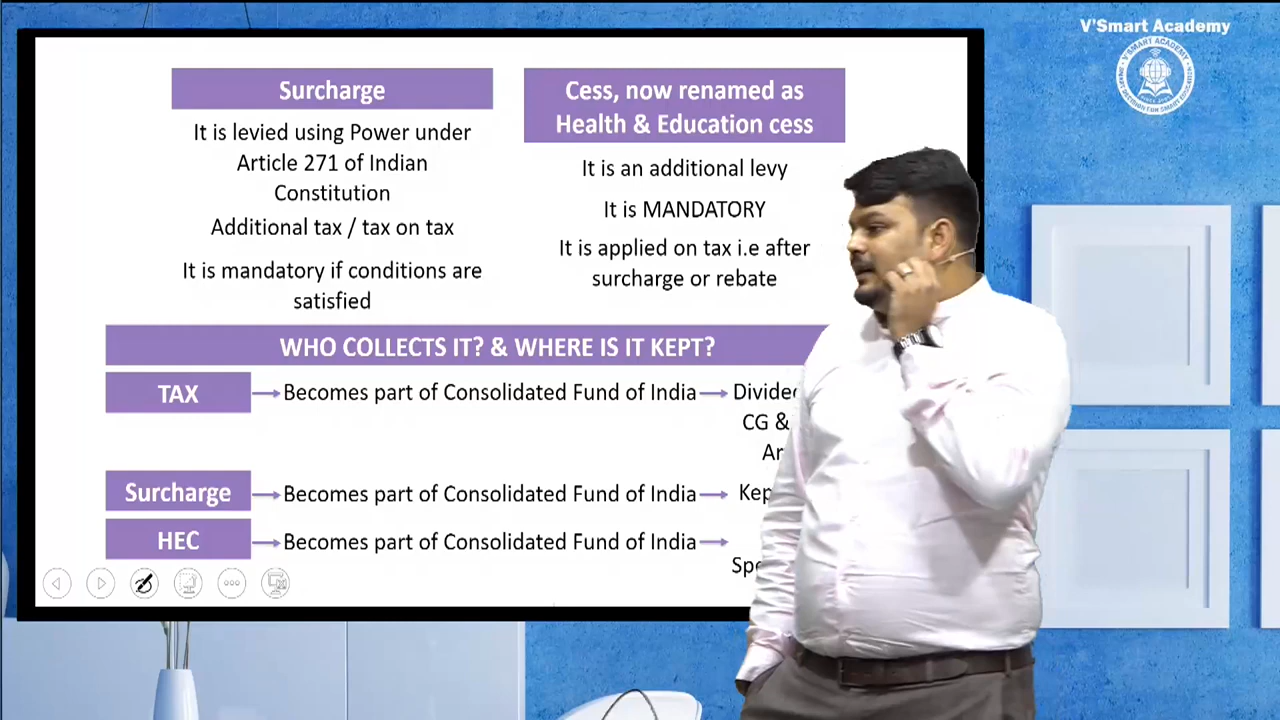 V'Smart Academy
Surcharge
It is levied using Power under
Article 271 of Indian
Constitution
Additional tax / tax on tax
It is mandatory if conditions are
satisfied
Cess, now renamed as
Health & Education cess
It is an additional levy
It is MANDATORY
It is applied on tax i.e after
surcharge or rebate
WHO COLLECTS IT? & WHERE IS IT KEPT?
TAX
Becomes part of Consolidated Fund of India
CG &
Surcharge
Becomes part of Consolidated Fund of India
HEC
Becomes part of Consolidated Fund of India